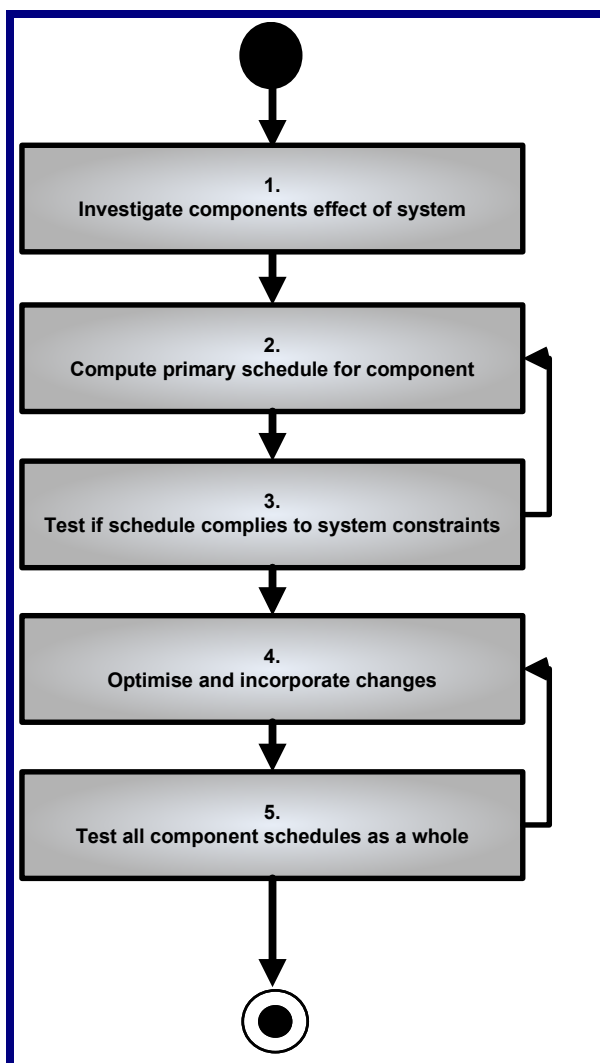 1.
Investigate components effect of system
2.
Compute primary schedule for component
3.
Test if schedule complies to system constraints
4.
Optimise and incorporate changes
5.
Test all component schedules as a whole